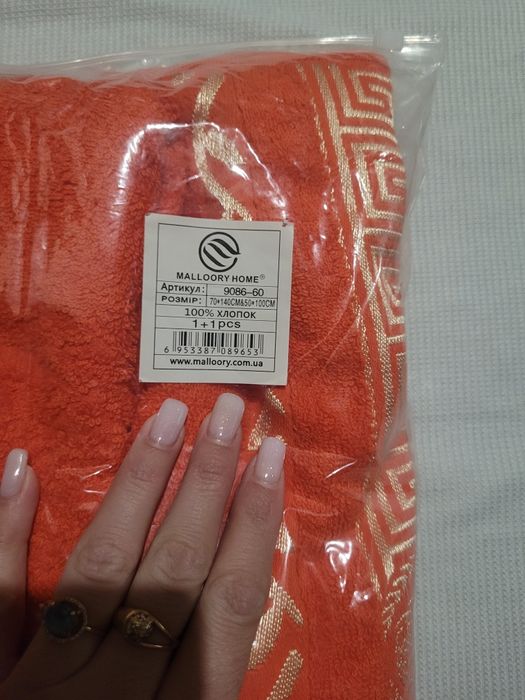 MALLOORY HOME®
Артикул: 9086-60
РОЗМІР: 70*140CM&50*100CM
100% ХЛОПОК
1+1pcs
6 953387 089653
www.malloory.com.ua